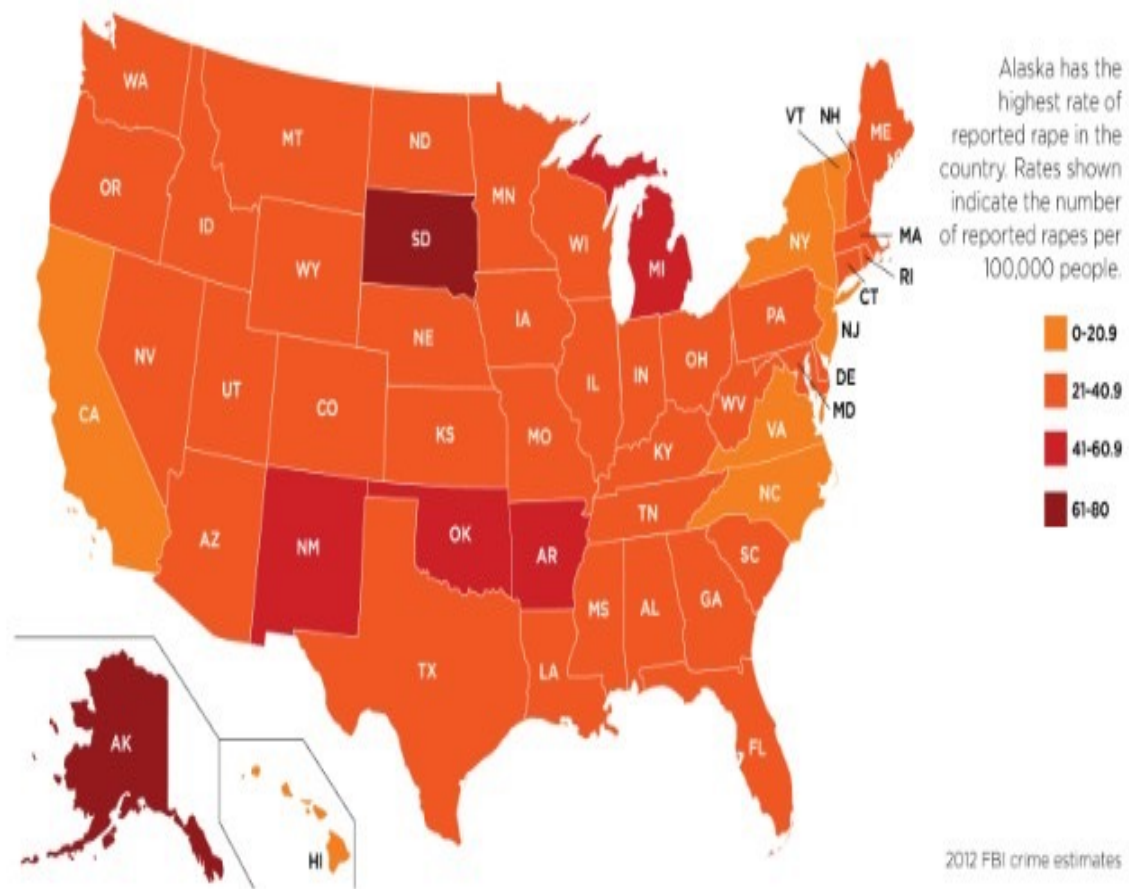 Alaska has the
highest rate of
reported rape in the
country. Rates shown
indicate the number
of reported rapes per
100,000 people.
0-20.9
21-40.9
41-60.9
61-80
WA
MT
ND
MN
VT
NH
ME
OR
ID
SD
WI
MI
NY
MA
RI
CT
WY
IA
PA
NJ
NE
NV
UT
CO
IL
IN
OH
DE
MD
WV
CA
KS
MO
KY
VA
NC
TN
AZ
NM
OK
AR
SC
MS
AL
GA
TX
LA
FL
AK
HI
2012 FBI crime estimates